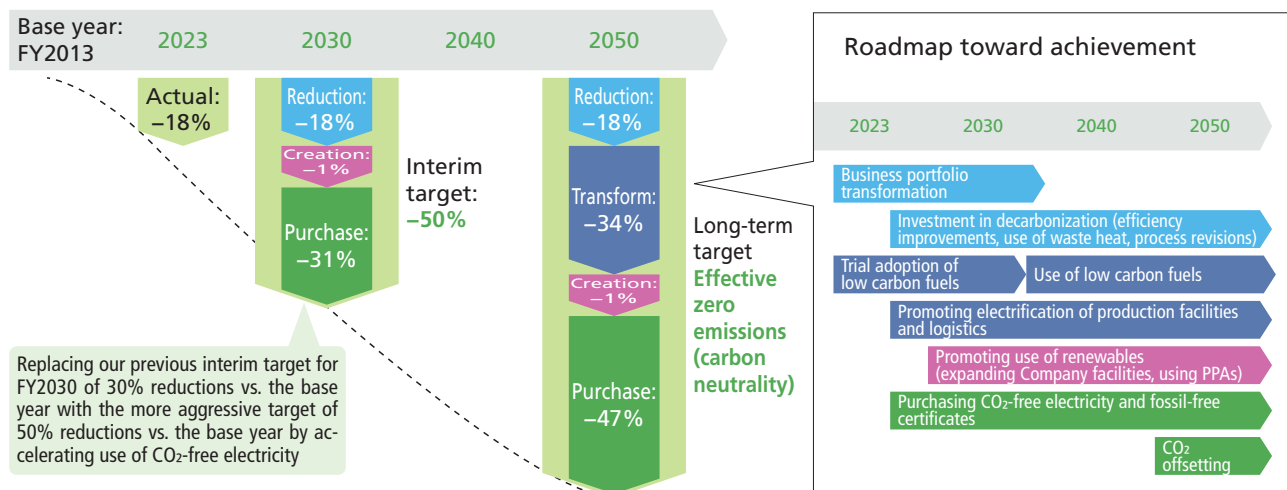 Base year:
FY2013
2023
2030
2040
2050
Actual:
–18%
Reduction:
–18%
Creation:
–1%
Purchase:
–31%
Interim
target:
–50%
Reduction:
–18%
Transform:
–34%
Creation:
–1%
Purchase:
–47%
Long-term
target
Effective
zero
emissions
(carbon
neutrality)
Replacing our previous interim target for
FY2030 of 30% reductions vs. the base
year with the more aggressive target of
50% reductions vs. the base year by ac-
celerating use of CO₂-free electricity
Roadmap toward achievement
2023
2030
2040
2050
Business portfolio
transformation
Investment in decarbonization (efficiency
improvements, use of waste heat, process revisions)
Trial adoption of
low carbon fuels
Use of low carbon fuels
Promoting electrification of production facilities
and logistics
Promoting use of renewables
(expanding Company facilities, using PPAs)
Purchasing CO₂-free electricity and fossil-free
certificates
CO₂
offsetting